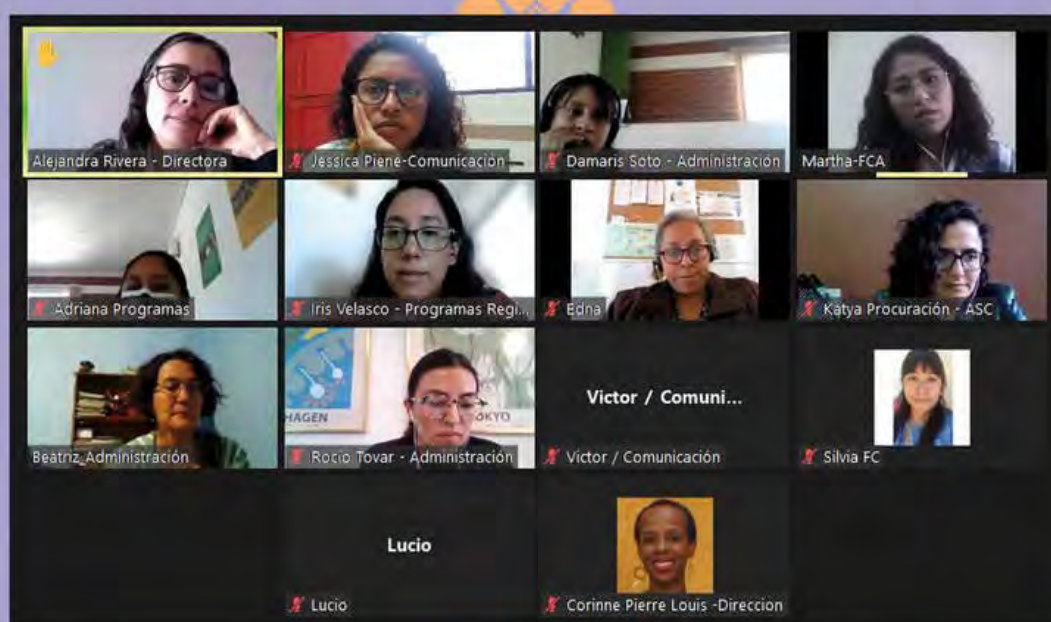 Alejandra Rivera - Directora
Jessica Piene-Comunicación
Damaris Soto - Administración
Martha-FCA
Adriana Programas
Iris Velasco - Programas Regi...
Edna
Katya Procuración - ASC
Beatriz_Administración
HAGEN
OKYO
Rocio Tovar - Administración
Victor / Comuni...
Victor / Comunicación
Silvia FC
Lucio
Lucio
Corinne Pierre Louis -Direccion